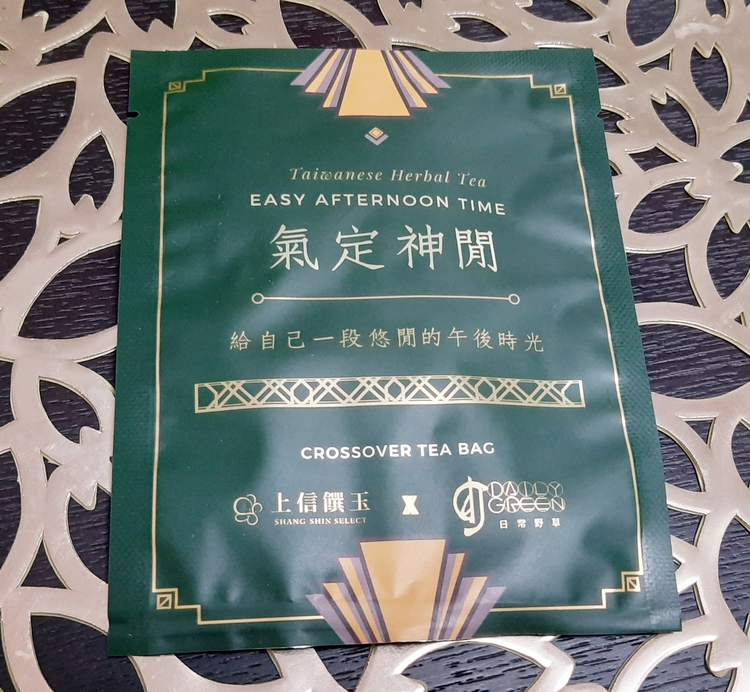 Taiwanese Herbal Tea
EASY AFTERNOON TIME
氣定神閒
給自己一段悠閒的午後時光
CROSSOVER TEA BAG
上信饌玉
SHANG SHIN SELECT
X
DAILY
GREEN
日常野草